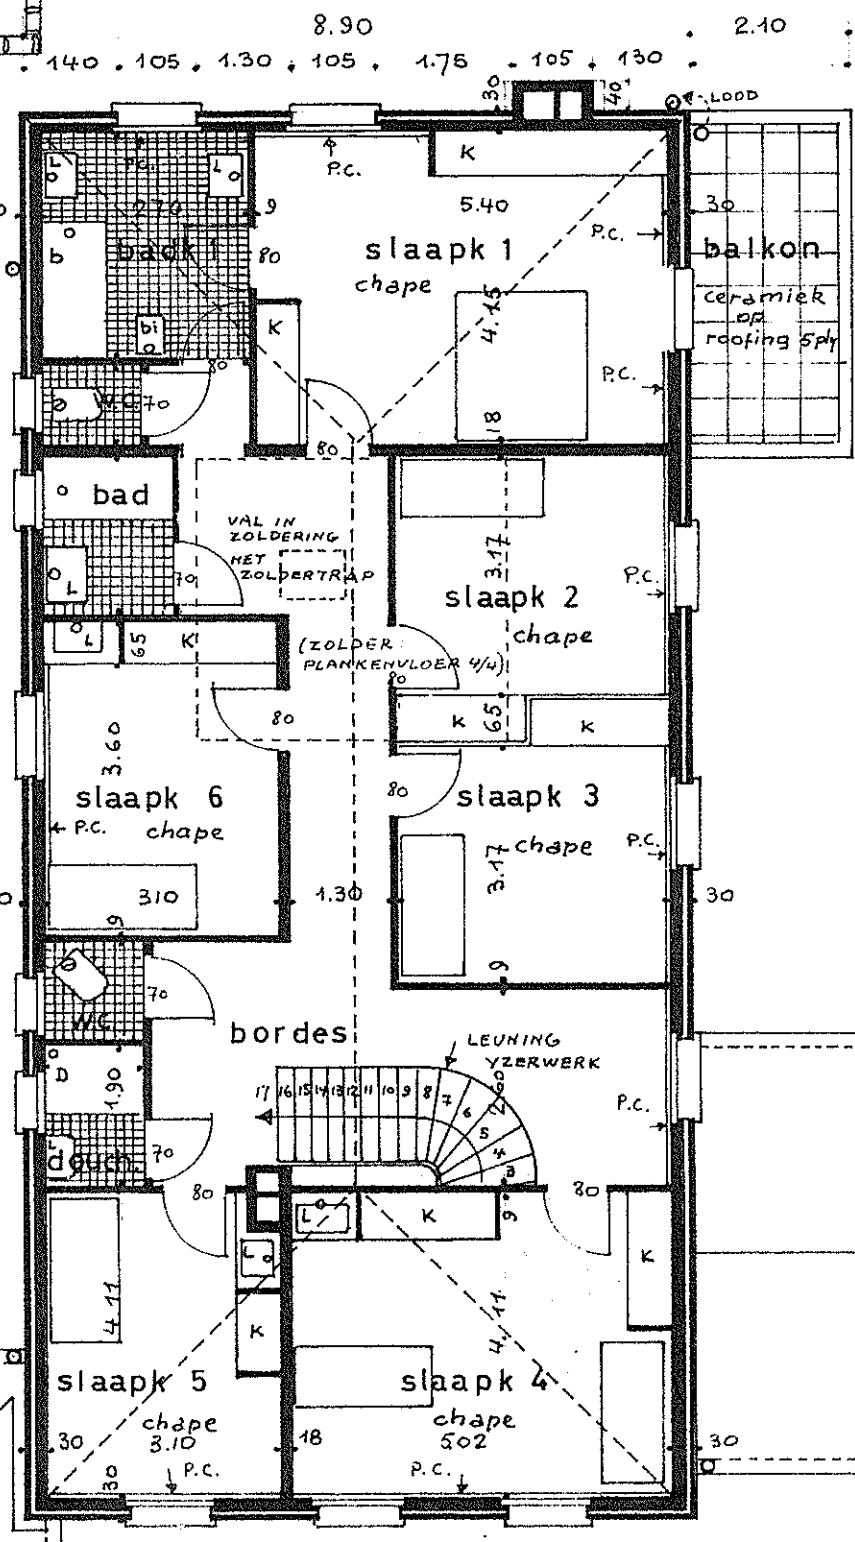 8.90 2.10
140 105 1.30 105 1.75 105 130
30 40 LOOD
L P.C. L P.C. K
270 9 5.40 P.C. 30
b badk 1 80 slaapk 1 balkon
chape
ceramiek
op
roofing 5ply
4.15
bi K
80 P.C.
W.C. 70
18
80
bad
VAL IN
ZOLDERING
MET
ZOLDERTRAP
3.17
70 P.C.
L slaapk 2
chape
L 65 K
(ZOLDER
PLANKENVLOER 4/4)
80
80 K 65 K
3.60
80
slaapk 6 slaapk 3
P.C. chape chape P.C.
3.17
310 1.30 30
9
9
70
W.C.
bordes
LEUNING
YZERWERK
D 1.90
17 16 15 14 13 12 11 10 9 8 7 6 5 4 3
2.60
P.C.
L douch. 70
80 80
L K 9
L K
K
4.11 4.11
slaapk 5 slaapk 4
chape chape
30 3.10 18 502 30
30 P.C. P.C.